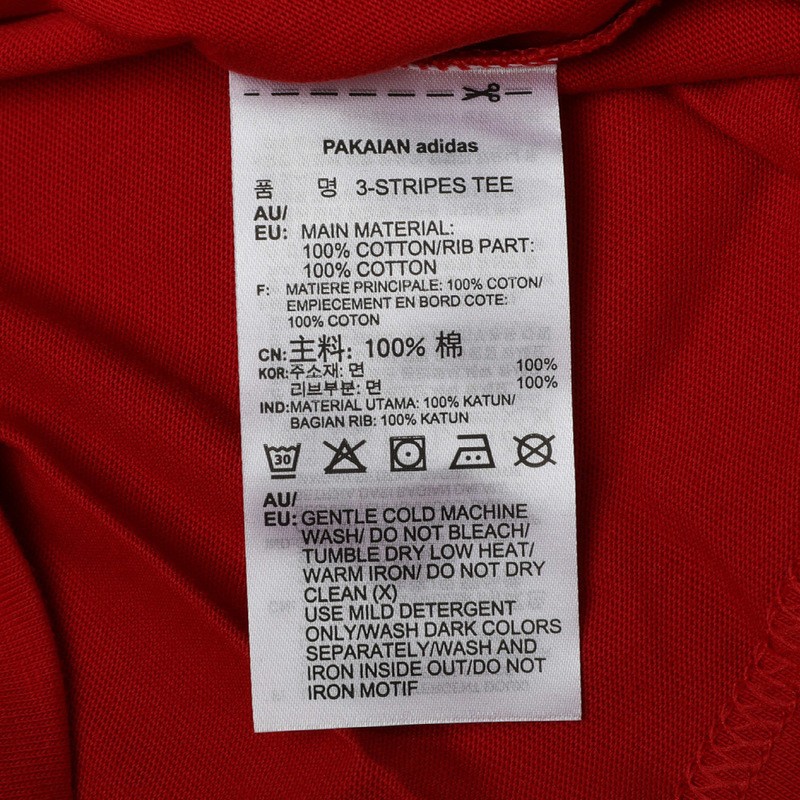 PAKAIAN adidas
품 명 3-STRIPES TEE
AU/
EU: MAIN MATERIAL:
100% COTTON/RIB PART:
100% COTTON
F: MATIERE PRINCIPALE: 100% COTON/
EMPIECEMENT EN BORD COTE:
100% COTON
CN: 主料: 100% 棉
KOR: 주소재: 면 100%
리브부분: 면 100%
IND: MATERIAL UTAMA: 100% KATUN/
BAGIAN RIB: 100% KATUN
30
AU/
EU: GENTLE COLD MACHINE
WASH/ DO NOT BLEACH/
TUMBLE DRY LOW HEAT/
WARM IRON/ DO NOT DRY
CLEAN (X)
USE MILD DETERGENT
ONLY/WASH DARK COLORS
SEPARATELY/WASH AND
IRON INSIDE OUT/DO NOT
IRON MOTIF